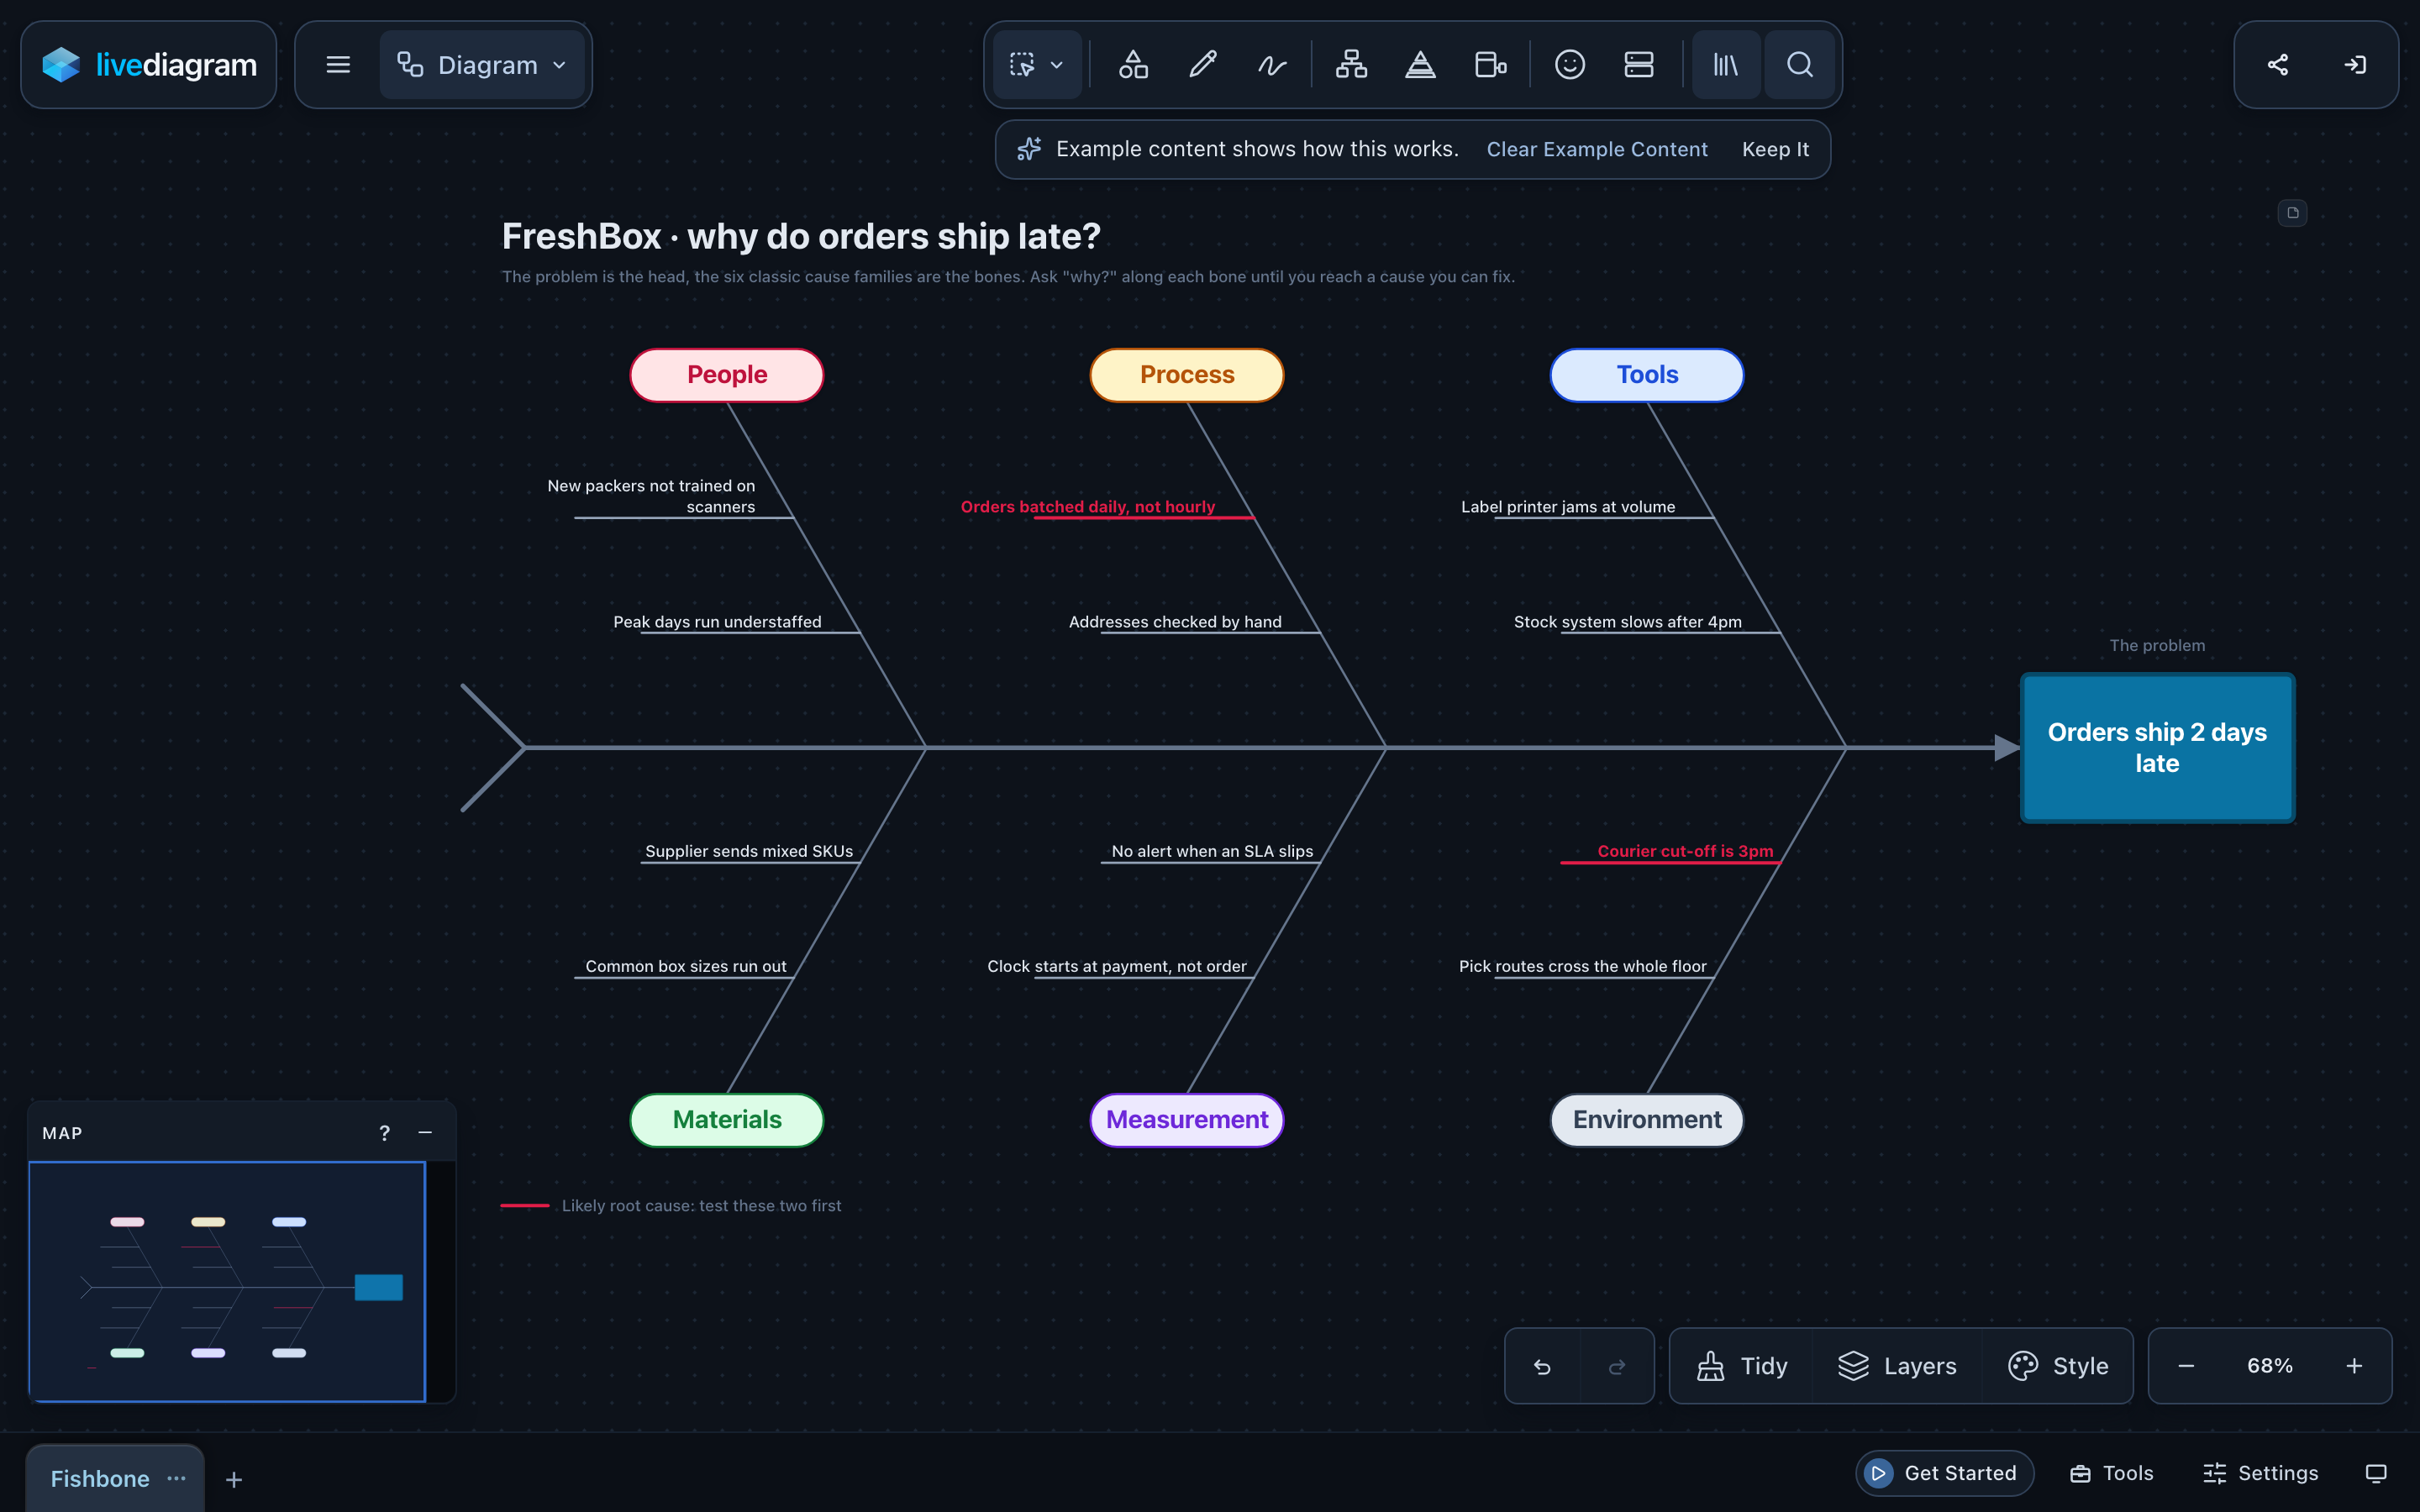 livediagram
Diagram
Example content shows how this works. Clear Example Content Keep It
FreshBox · why do orders ship late?
The problem is the head, the six classic cause families are the bones. Ask "why?" along each bone until you reach a cause you can fix.
People
Process
Tools
New packers not trained on
scanners
Orders batched daily, not hourly
Label printer jams at volume
Peak days run understaffed
Addresses checked by hand
Stock system slows after 4pm
The problem
Orders ship 2 days
late
Supplier sends mixed SKUs
No alert when an SLA slips
Courier cut-off is 3pm
Common box sizes run out
Clock starts at payment, not order
Pick routes cross the whole floor
Materials
Measurement
Environment
MAP ?
Likely root cause: test these two first
Tidy Layers Style 68%
Fishbone
Get Started Tools Settings